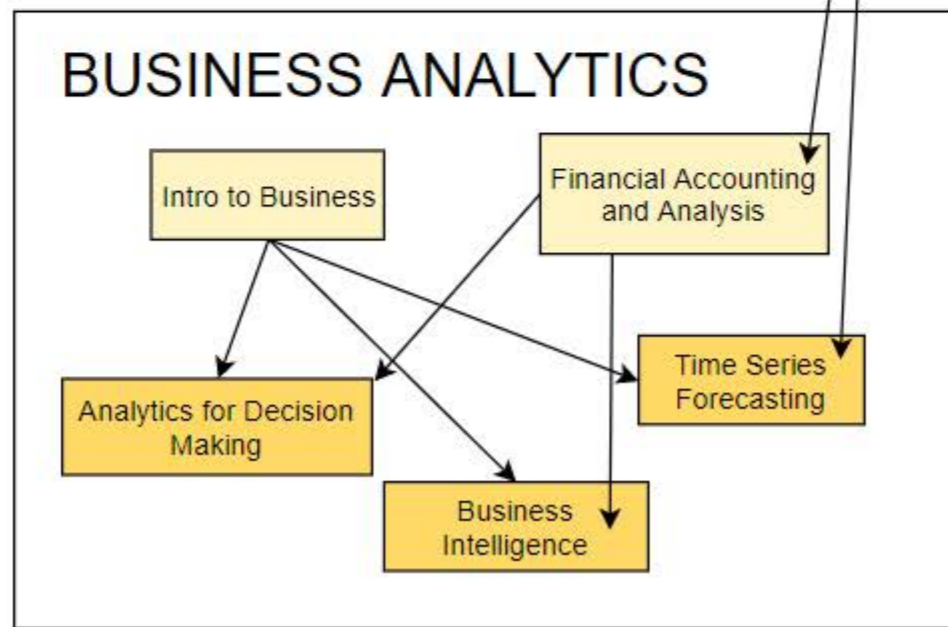 BUSINESS ANALYTICS
Intro to Business
Financial Accounting
and Analysis
Time Series
Forecasting
Analytics for Decision
Making
Business
Intelligence